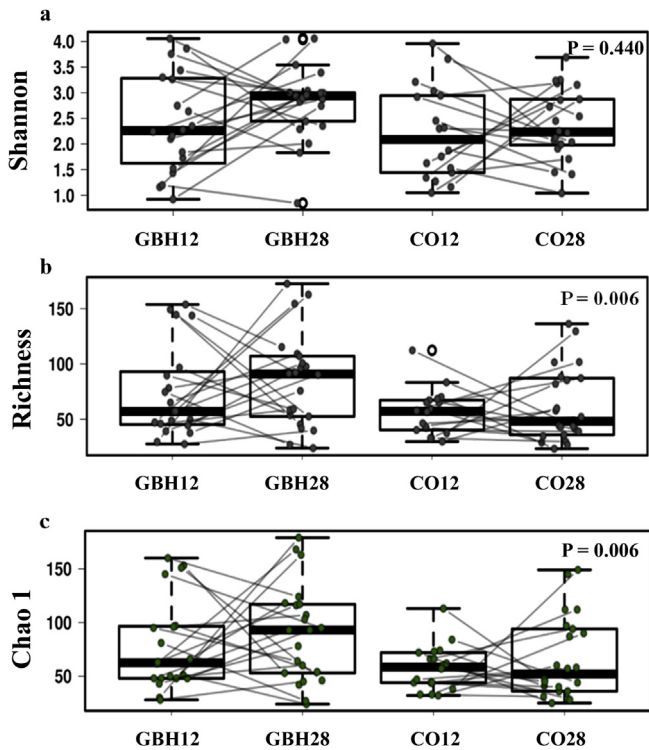 a
Shannon
4.0
3.5
3.0
2.5
2.0
1.5
1.0
P = 0.440
GBH12 GBH28 CO12 CO28
b
Richness
150
100
50
P = 0.006
GBH12 GBH28 CO12 CO28
c
Chao 1
150
100
50
P = 0.006
GBH12 GBH28 CO12 CO28